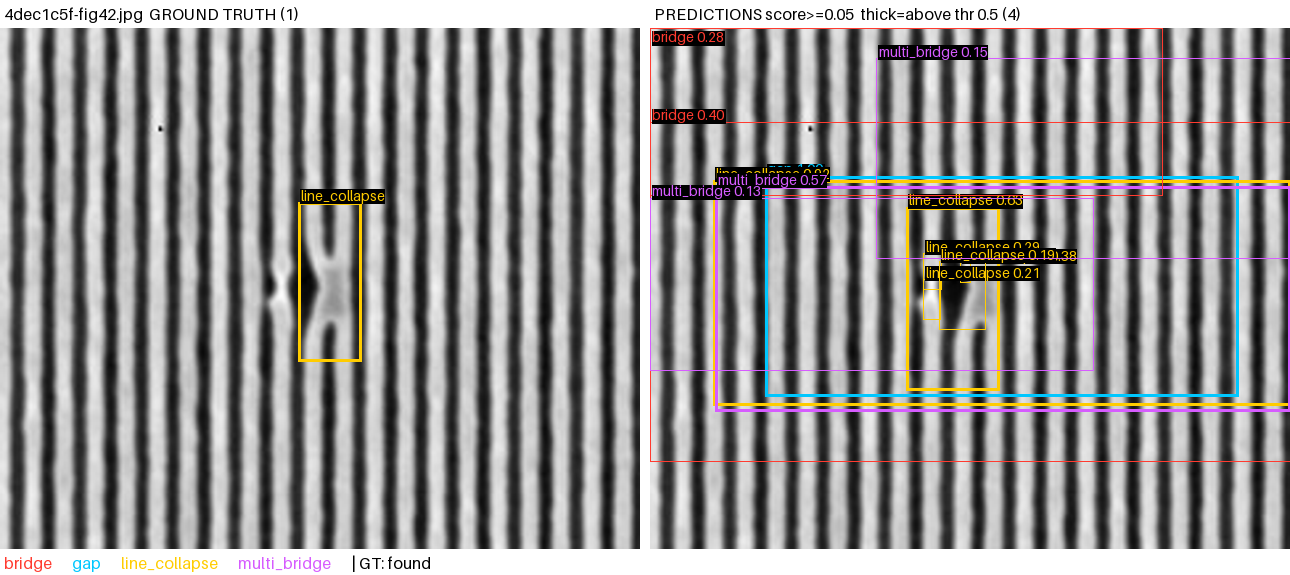 4dec1c5f-fig42.jpg GROUND TRUTH (1)
PREDICTIONS score>=0.05 thick=above thr 0.5 (4)
bridge 0.28
multi_bridge 0.15
bridge 0.40
multi_bridge 0.57
multi_bridge 0.13
line_collapse
line_collapse 0.63
line_collapse 0.29
line_collapse 0.19
.38
line_collapse 0.21
bridge gap line_collapse multi_bridge | GT: found